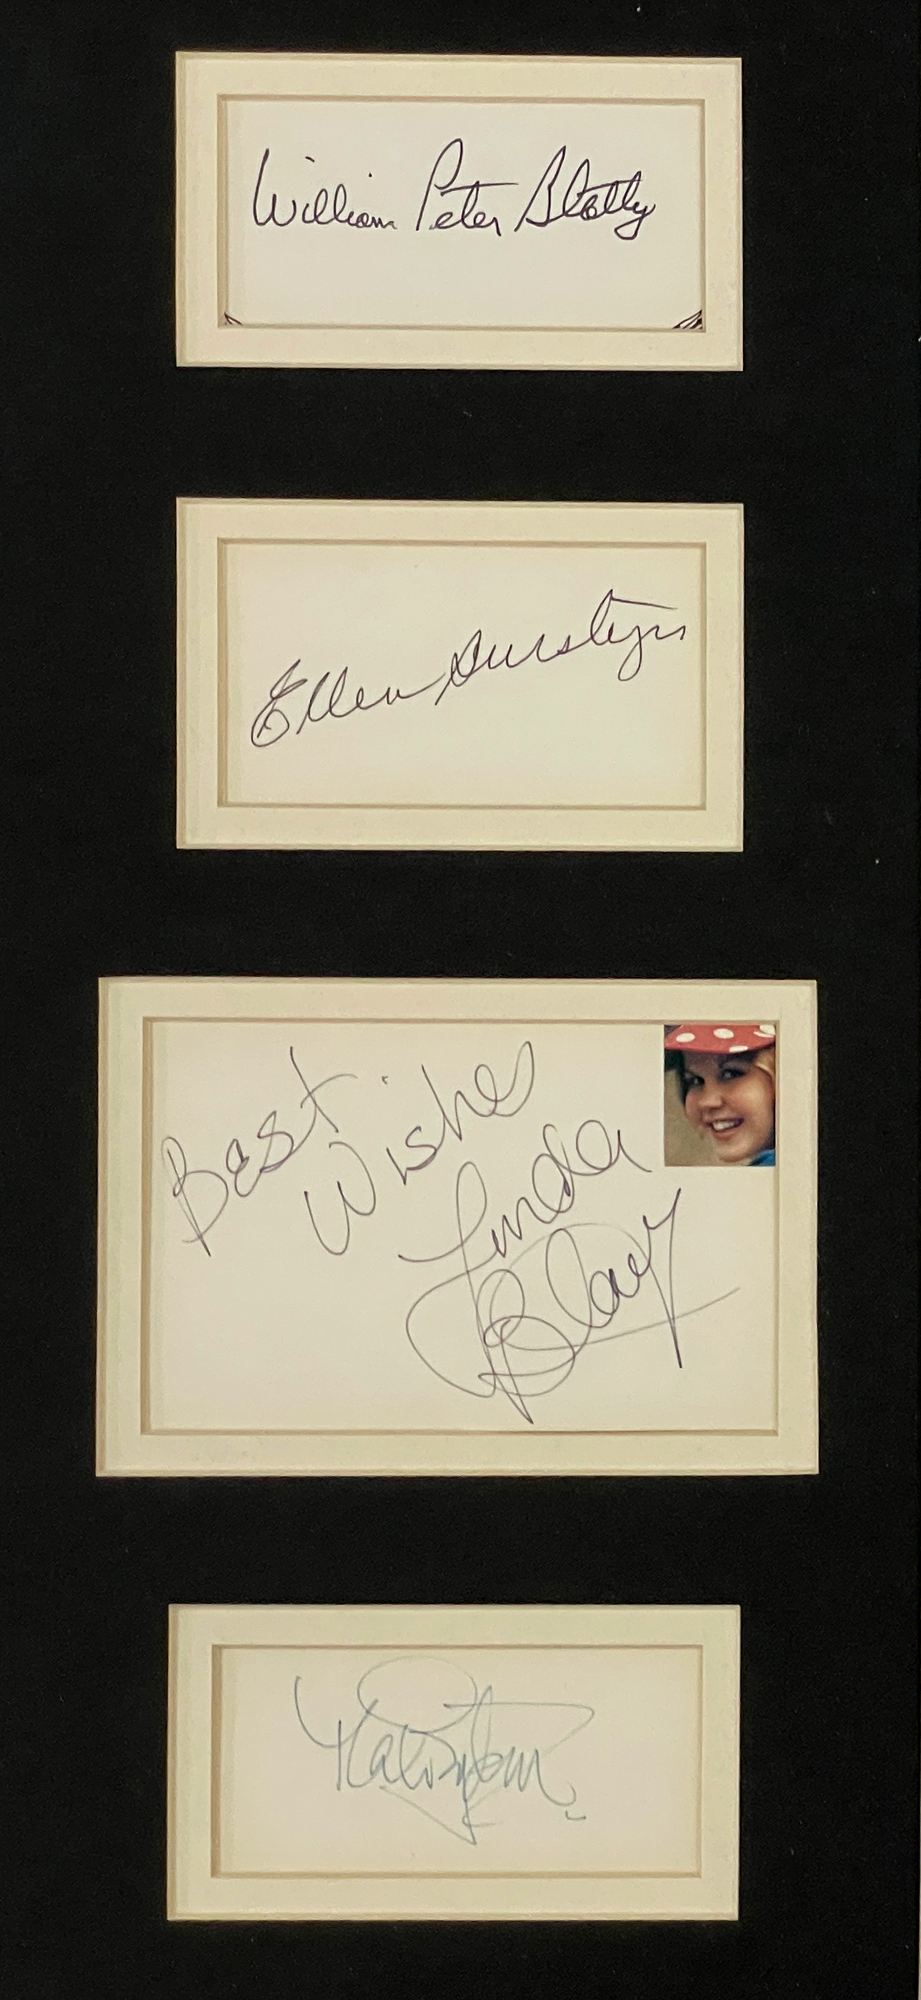 William Peter Blatty
Ellen Burstyn
Best
Wishes
Linda
Blair